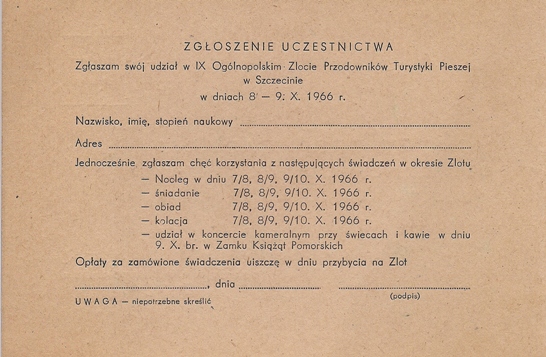 ZGŁOSZENIE UCZESTNICTWA
Zgłaszam swój udział w IX Ogólnopolskim Zlocie Przodowników Turystyki Pieszej
w Szczecinie
w dniach 8 — 9. X. 1966 r.
Nazwisko, imię, stopień naukowy
Adres
Jednocześnie, zgłaszam chęć korzystania z następujących świadczeń w okresie Zlotu
— Nocleg w dniu 7/8, 8/9, 9/10. X. 1966 r.
— śniadanie 7/8, 8/9, 9/10. X. 1966 r.
— obiad 7/8, 8/9, 9/10. X. 1966 r.
— kolacja 7/8, 8/9, 9/10. X. 1966 r.
— udział w koncercie kameralnym przy świecach i kawie w dniu
9. X. br. w Zamku Książąt Pomorskich
Opłaty za zamówione świadczenia uiszczę w dniu przybycia na Zlot
, dnia
(podpis)
UWAGA — niepotrzebne skreślić